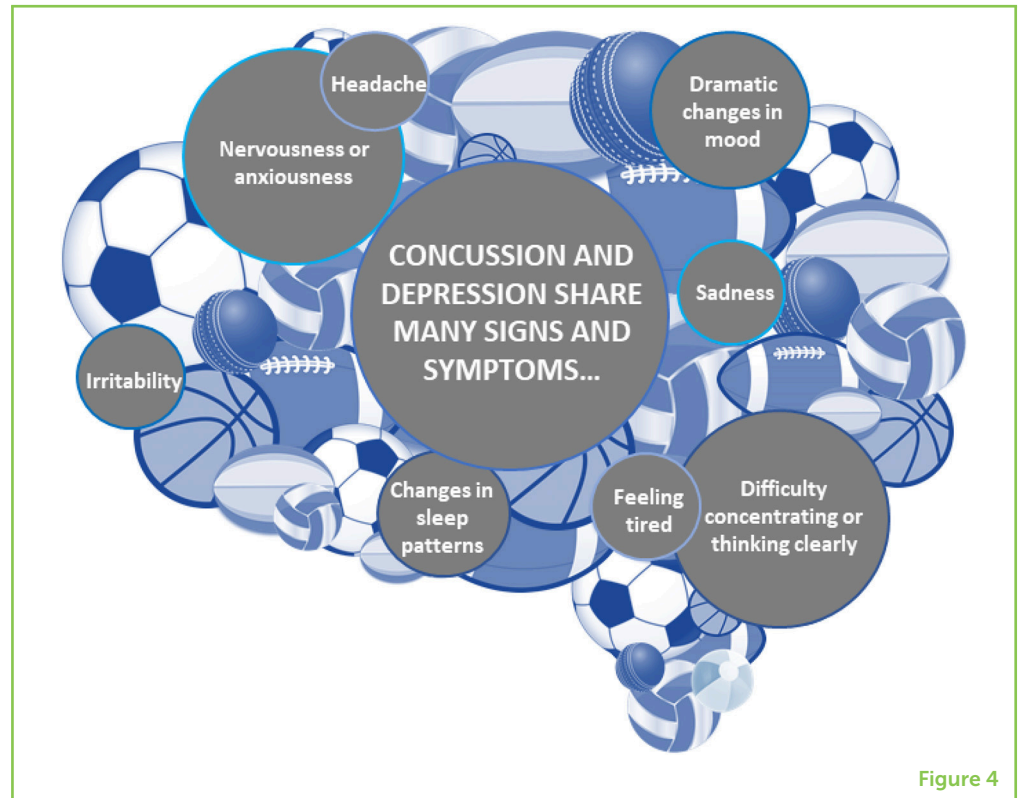 Headache
Nervousness or
anxiousness
Dramatic
changes in
mood
CONCUSSION AND
DEPRESSION SHARE
MANY SIGNS AND
SYMPTOMS...
Sadness
Irritability
Changes in
sleep
patterns
Feeling
tired
Difficulty
concentrating or
thinking clearly
Figure 4